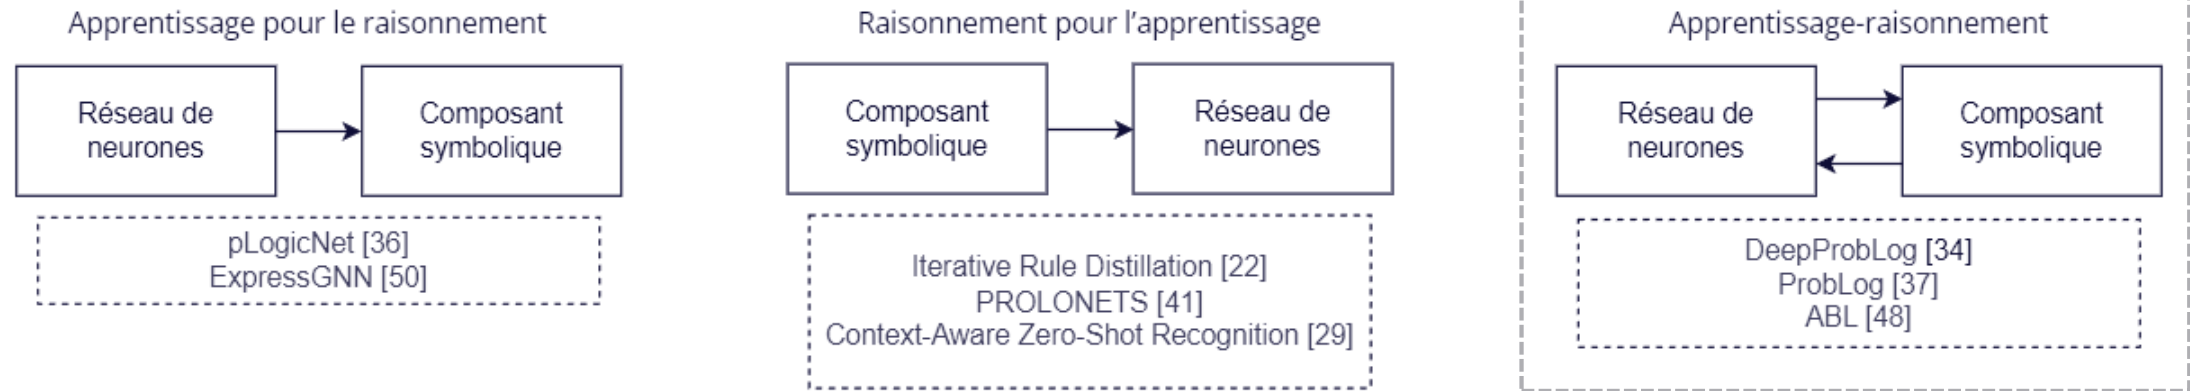 Apprentissage pour le raisonnement
Réseau de
neurones
Composant
symbolique
pLogicNet [36]
ExpressGNN [50]
Raisonnement pour l’apprentissage
Composant
symbolique
Réseau de
neurones
Iterative Rule Distillation [22]
PROLONETS [41]
Context-Aware Zero-Shot Recognition [29]
Apprentissage-raisonnement
Réseau de
neurones
Composant
symbolique
DeepProbLog [34]
ProbLog [37]
ABL [48]